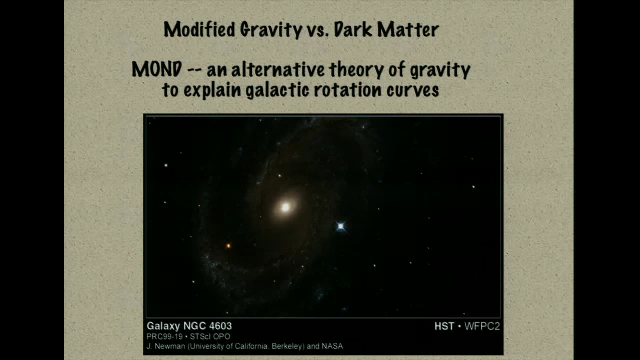 Modified Gravity vs. Dark Matter
MOND -- an alternative theory of gravity
to explain galactic rotation curves
Galaxy NGC 4603
HST • WFPC2
PRC99-19 • STScI OPO
J. Newman (University of California, Berkeley) and NASA